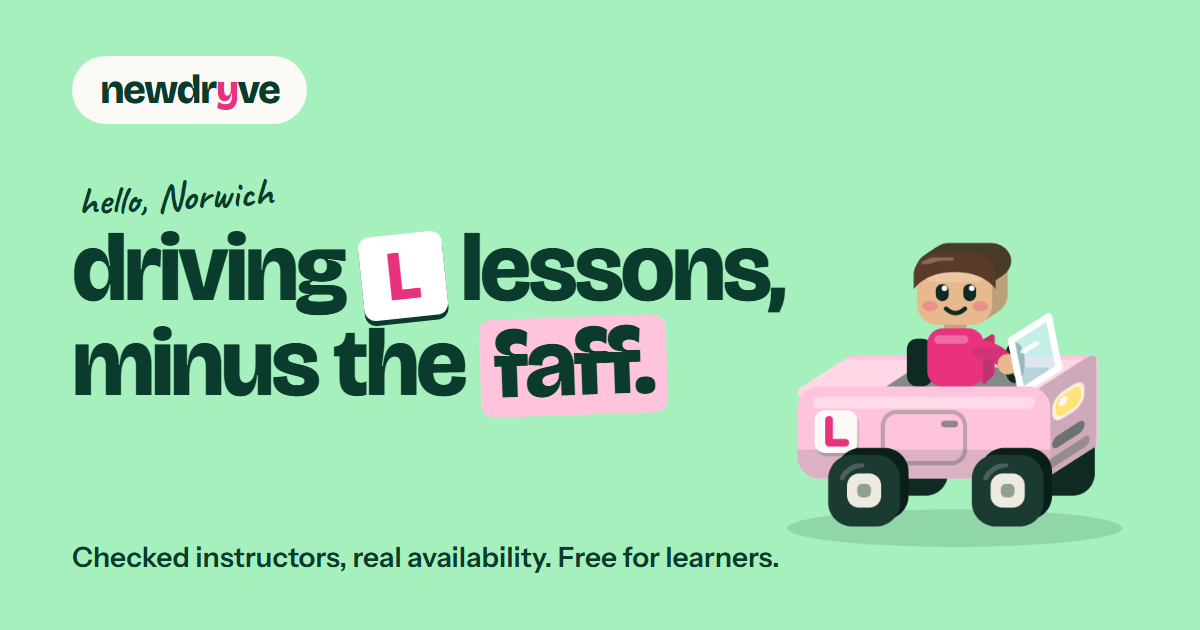 newdryve
hello, Norwich
driving L lessons,
minus the faff.
L
Checked instructors, real availability. Free for learners.